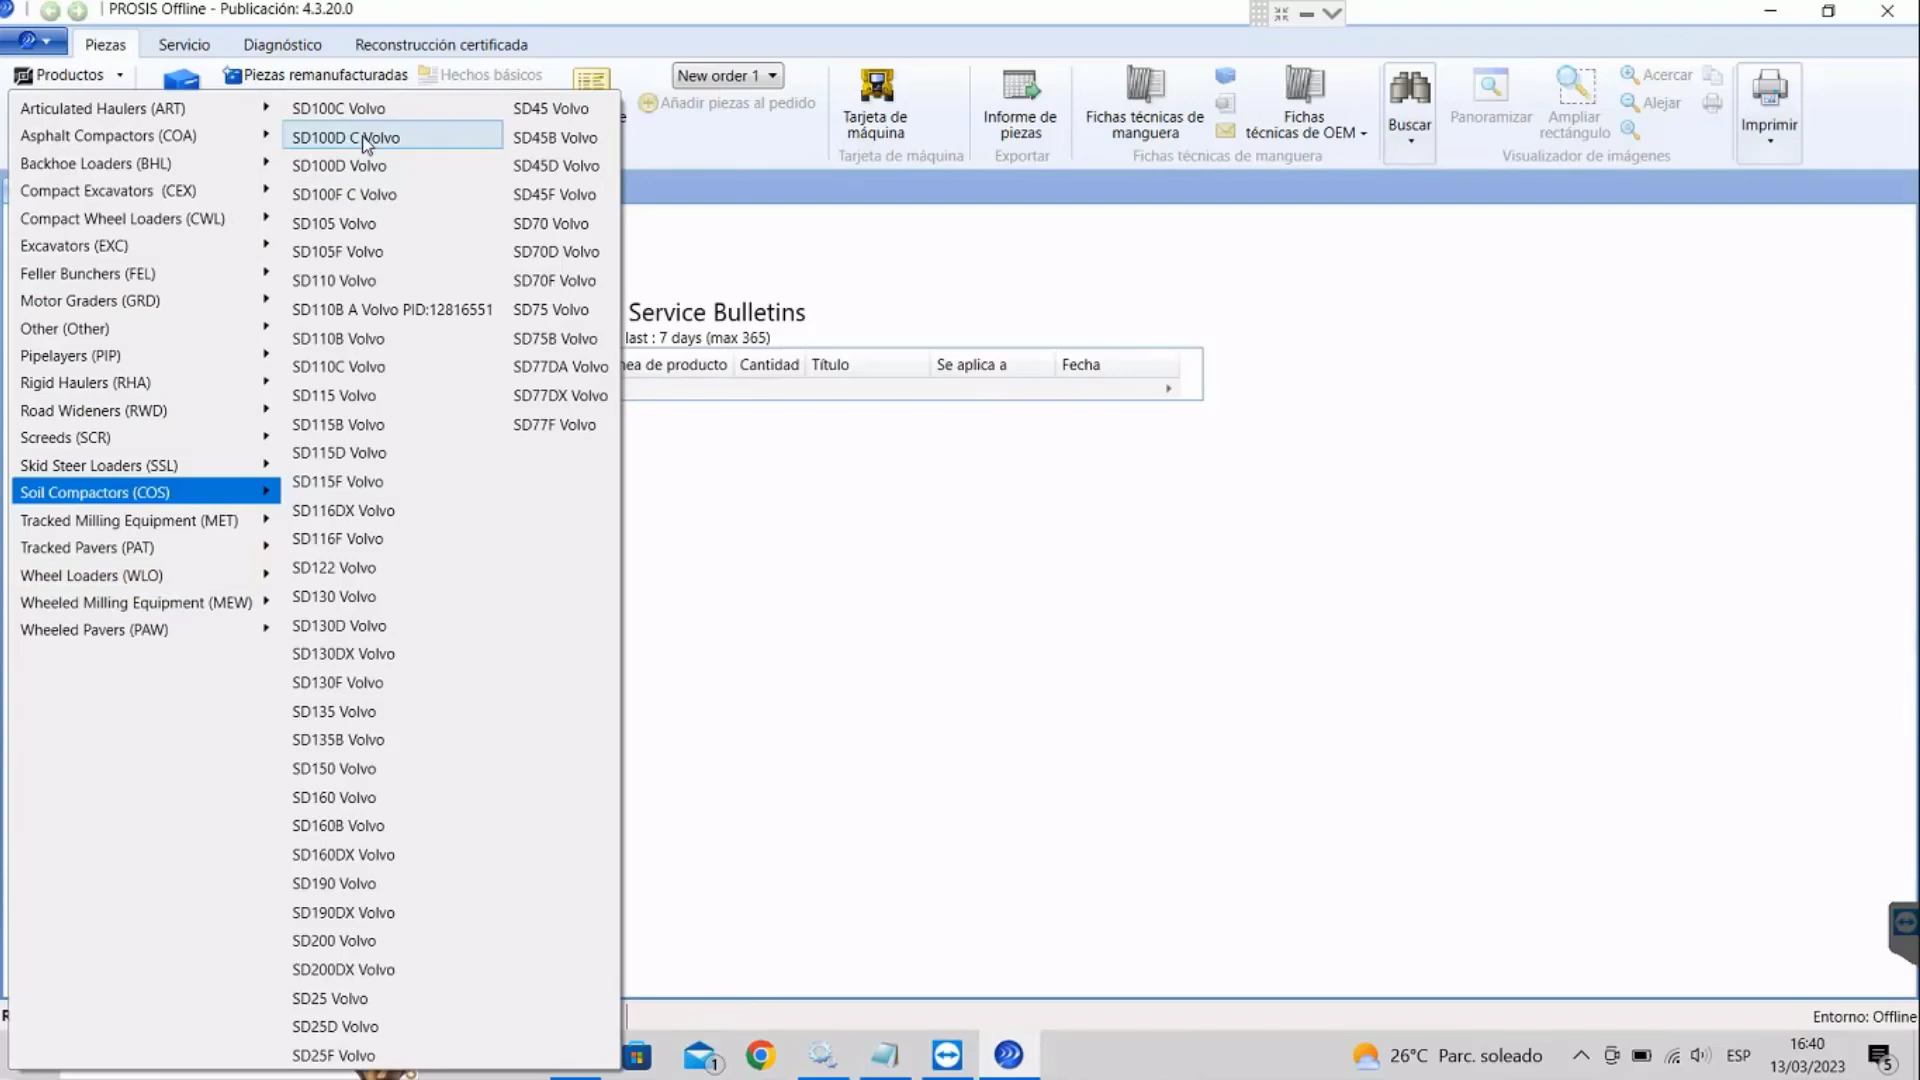 PROSIS Offline - Publicación: 4.3.20.0
Piezas
Servicio
Diagnóstico
Reconstrucción certificada
Productos
Piezas remanufacturadas
Hechos básicos
New order 1
Añadir piezas al pedido
Tarjeta de
máquina
Tarjeta de máquina
Informe de
piezas
Exportar
Fichas técnicas de
manguera
Fichas
técnicas de OEM
Fichas técnicas de manguera
Buscar
Panoramizar
Ampliar
rectángulo
Acercar
Alejar
Visualizador de imágenes
Imprimir
Articulated Haulers (ART)
Asphalt Compactors (COA)
Backhoe Loaders (BHL)
Compact Excavators (CEX)
Compact Wheel Loaders (CWL)
Excavators (EXC)
Feller Bunchers (FEL)
Motor Graders (GRD)
Other (Other)
Pipelayers (PIP)
Rigid Haulers (RHA)
Road Wideners (RWD)
Screeds (SCR)
Skid Steer Loaders (SSL)
Soil Compactors (COS)
Tracked Milling Equipment (MET)
Tracked Pavers (PAT)
Wheel Loaders (WLO)
Wheeled Milling Equipment (MEW)
Wheeled Pavers (PAW)
SD100C Volvo
SD100D C Volvo
SD100D Volvo
SD100F C Volvo
SD105 Volvo
SD105F Volvo
SD110 Volvo
SD110B A Volvo PID:12816551
SD110B Volvo
SD110C Volvo
SD115 Volvo
SD115B Volvo
SD115D Volvo
SD115F Volvo
SD116DX Volvo
SD116F Volvo
SD122 Volvo
SD130 Volvo
SD130D Volvo
SD130DX Volvo
SD130F Volvo
SD135 Volvo
SD135B Volvo
SD150 Volvo
SD160 Volvo
SD160B Volvo
SD160DX Volvo
SD190 Volvo
SD190DX Volvo
SD200 Volvo
SD200DX Volvo
SD25 Volvo
SD25D Volvo
SD25F Volvo
SD45 Volvo
SD45B Volvo
SD45D Volvo
SD45F Volvo
SD70 Volvo
SD70D Volvo
SD70F Volvo
SD75 Volvo
SD75B Volvo
SD77DA Volvo
SD77DX Volvo
SD77F Volvo
Service Bulletins
last : 7 days (max 365)
nea de producto
Cantidad
Título
Se aplica a
Fecha
Entorno: Offline
1
26°C Parc. soleado
ESP
16:40
13/03/2023
5